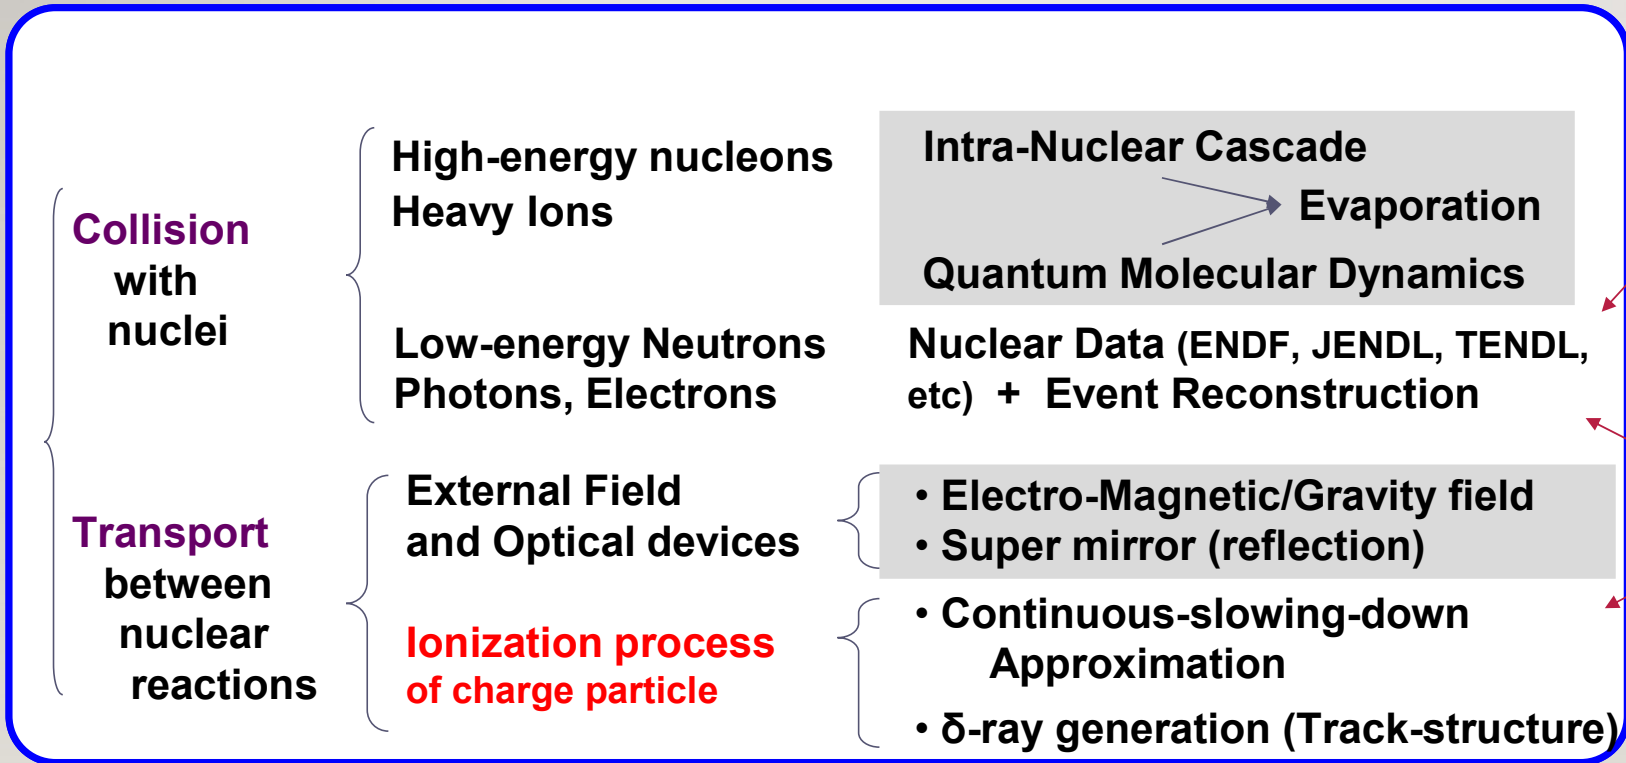 Collision
with
nuclei
High-energy nucleons
Heavy Ions
Intra-Nuclear Cascade
Evaporation
Quantum Molecular Dynamics
Low-energy Neutrons
Photons, Electrons
Nuclear Data (ENDF, JENDL, TENDL,
etc) + Event Reconstruction
Transport
between
nuclear
reactions
External Field
and Optical devices
• Electro-Magnetic/Gravity field
• Super mirror (reflection)
Ionization process
of charge particle
• Continuous-slowing-down
Approximation
• δ-ray generation (Track-structure)